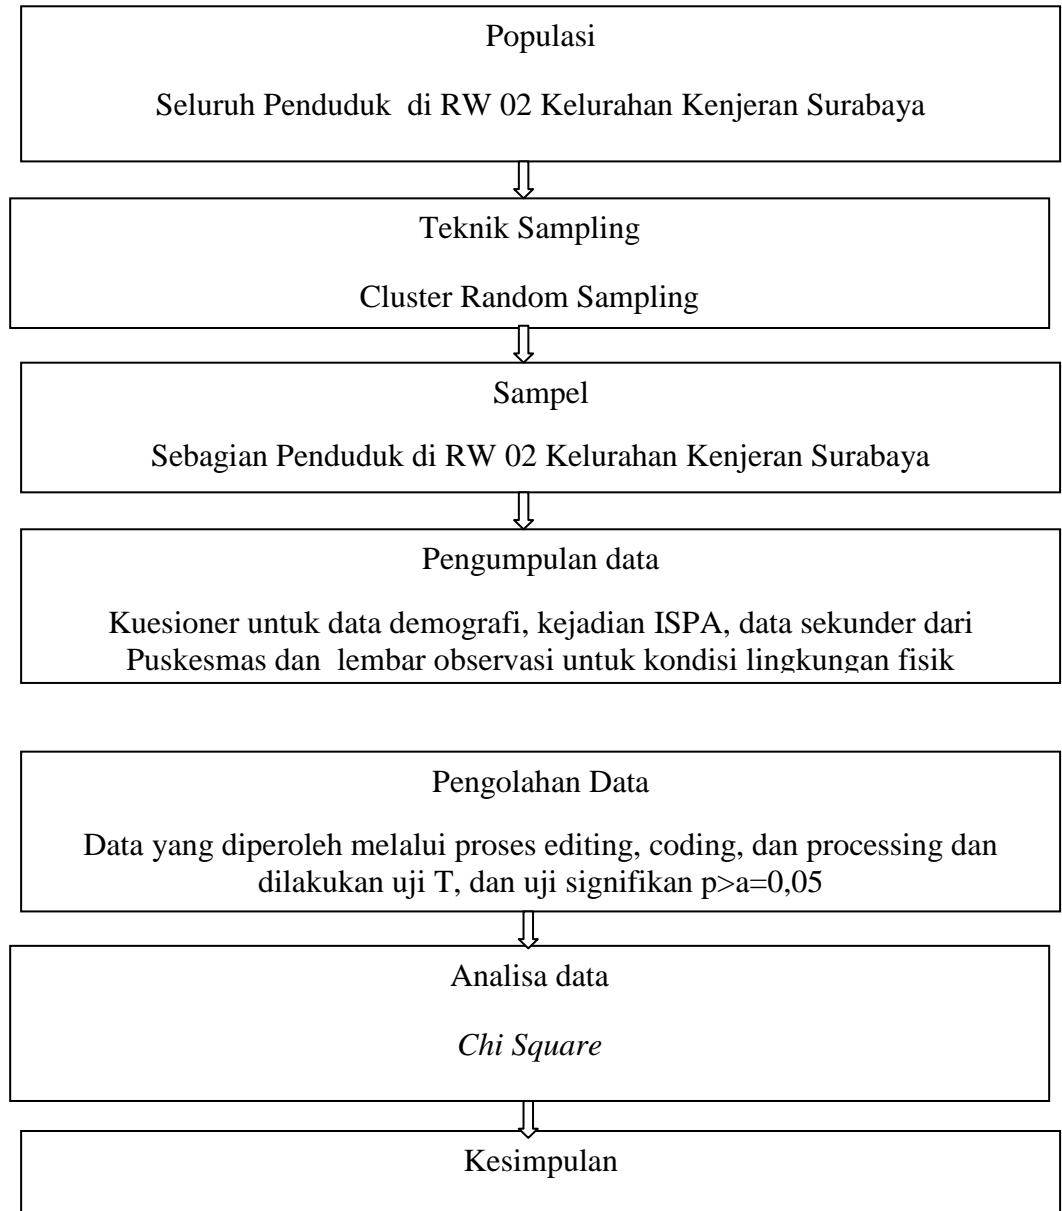 Populasi
Seluruh Penduduk di RW 02 Kelurahan Kenjeran Surabaya
Teknik Sampling
Cluster Random Sampling
Sampel
Sebagian Penduduk di RW 02 Kelurahan Kenjeran Surabaya
Pengumpulan data
Kuesioner untuk data demografi, kejadian ISPA, data sekunder dari
Puskesmas dan lembar observasi untuk kondisi lingkungan fisik
Pengolahan Data
Data yang diperoleh melalui proses editing, coding, dan processing dan
dilakukan uji T, dan uji signifikan p>a=0,05
Analisa data
Chi Square
Kesimpulan